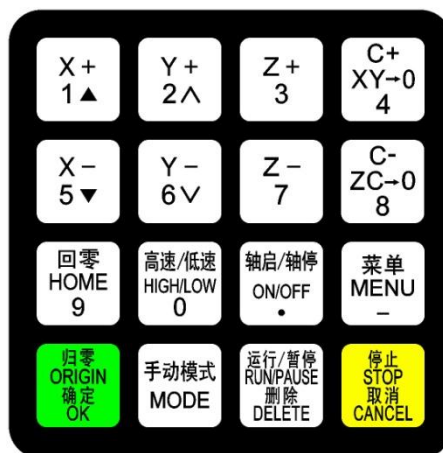 X+
1▲
Y+
2∧
Z+
3
C+
XY→0
4
X−
5▼
Y−
6∨
Z−
7
C-
ZC→0
8
回零
HOME
9
高速/低速
HIGH/LOW
0
轴启/轴停
ON/OFF
•
菜单
MENU
−
归零
ORIGIN
确定
OK
手动模式
MODE
运行/暂停
RUN/PAUSE
删除
DELETE
停止
STOP
取消
CANCEL